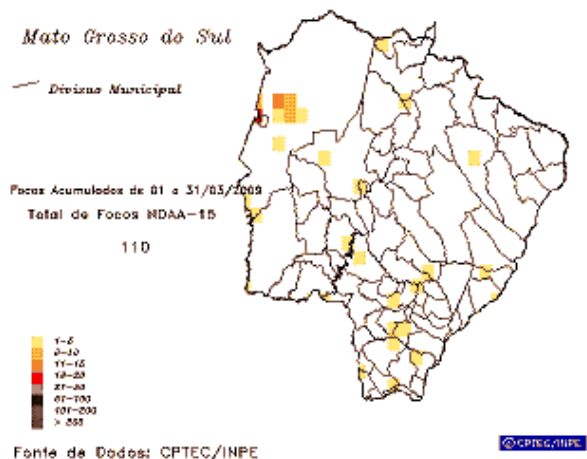 Mato Grosso do Sul
Divisao Municipal
Focos Acumulados de 01 a 31/03/2009
Total de Focos NOAA-15
110
1-5
6-10
11-15
16-20
21-50
51-100
101-200
> 200
Fonte de Dados: CPTEC/INPE
©CPTEC/INPE